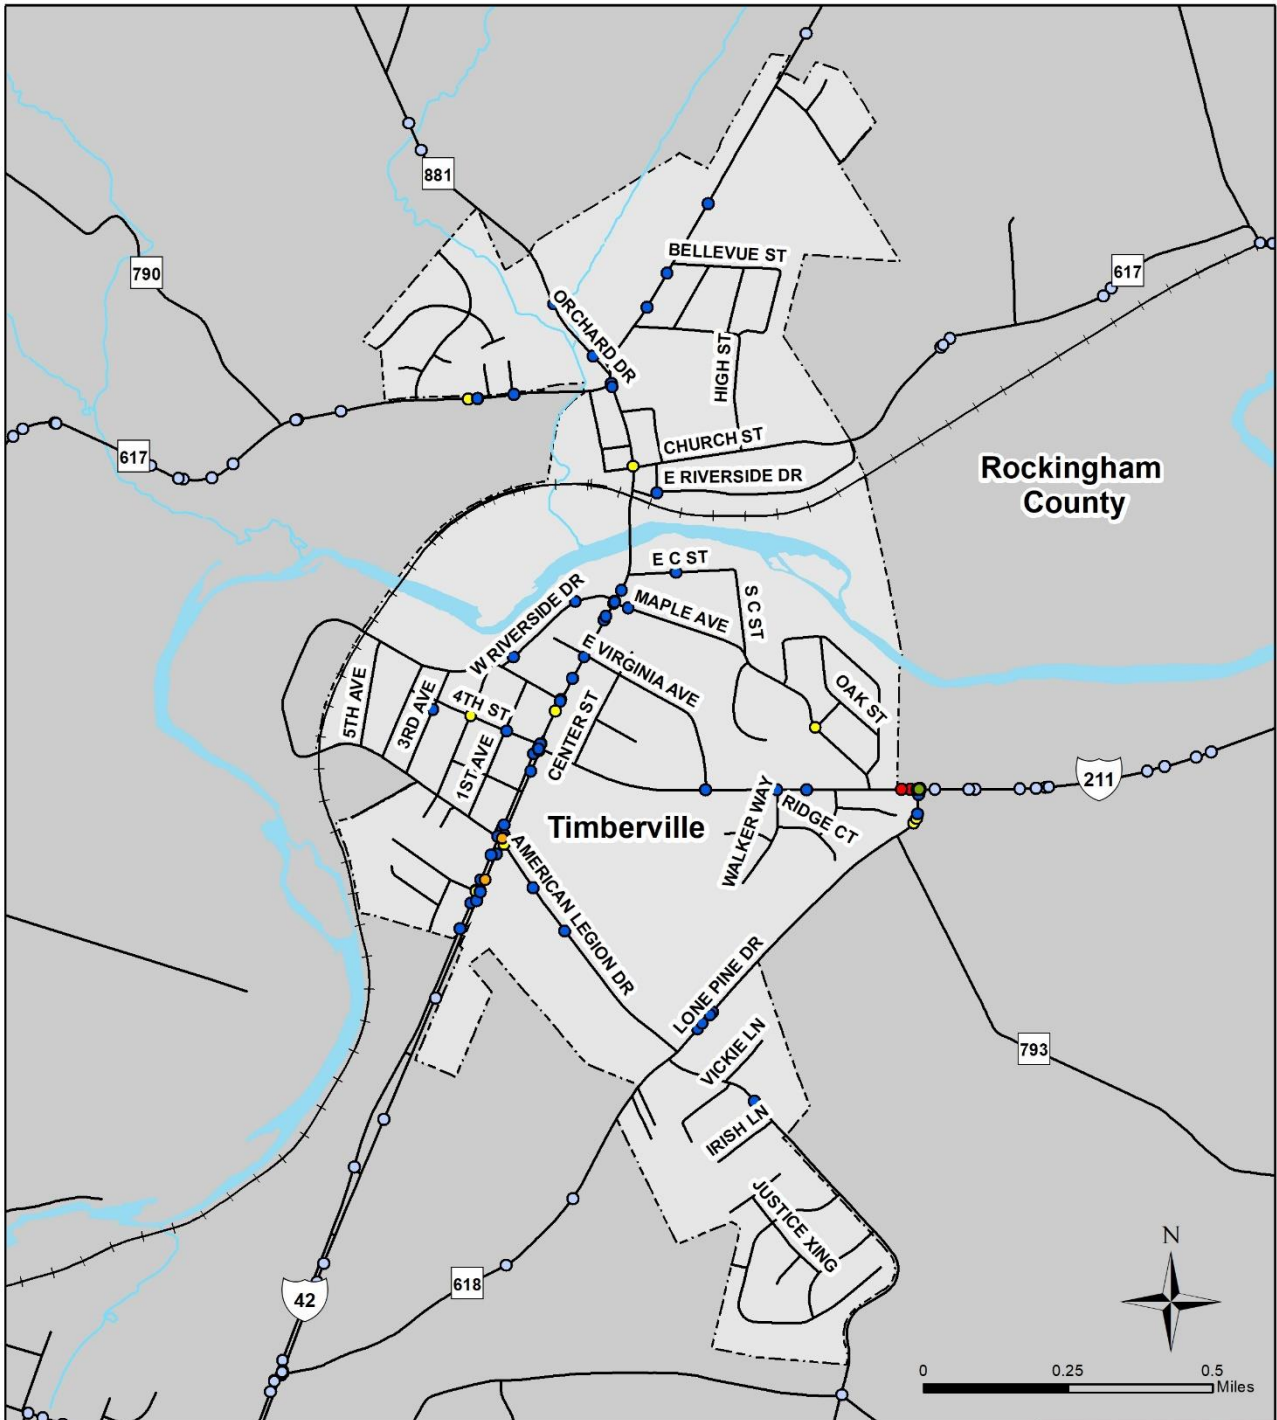 881
BELLEVUE ST
790
617
ORCHARD DR
HIGH ST
CHURCH ST
617
E RIVERSIDE DR
Rockingham
County
E C ST
MAPLE AVE
S C ST
W RIVERSIDE DR
E VIRGINIA AVE
5TH AVE
3RD AVE
4TH ST
OAK ST
CENTER ST
1ST AVE
211
WALKER WAY
RIDGE CT
Timberville
AMERICAN LEGION DR
LONE PINE DR
VICKIE LN
793
IRISH LN
JUSTICE XING
N
618
42
0 0.25 0.5
Miles